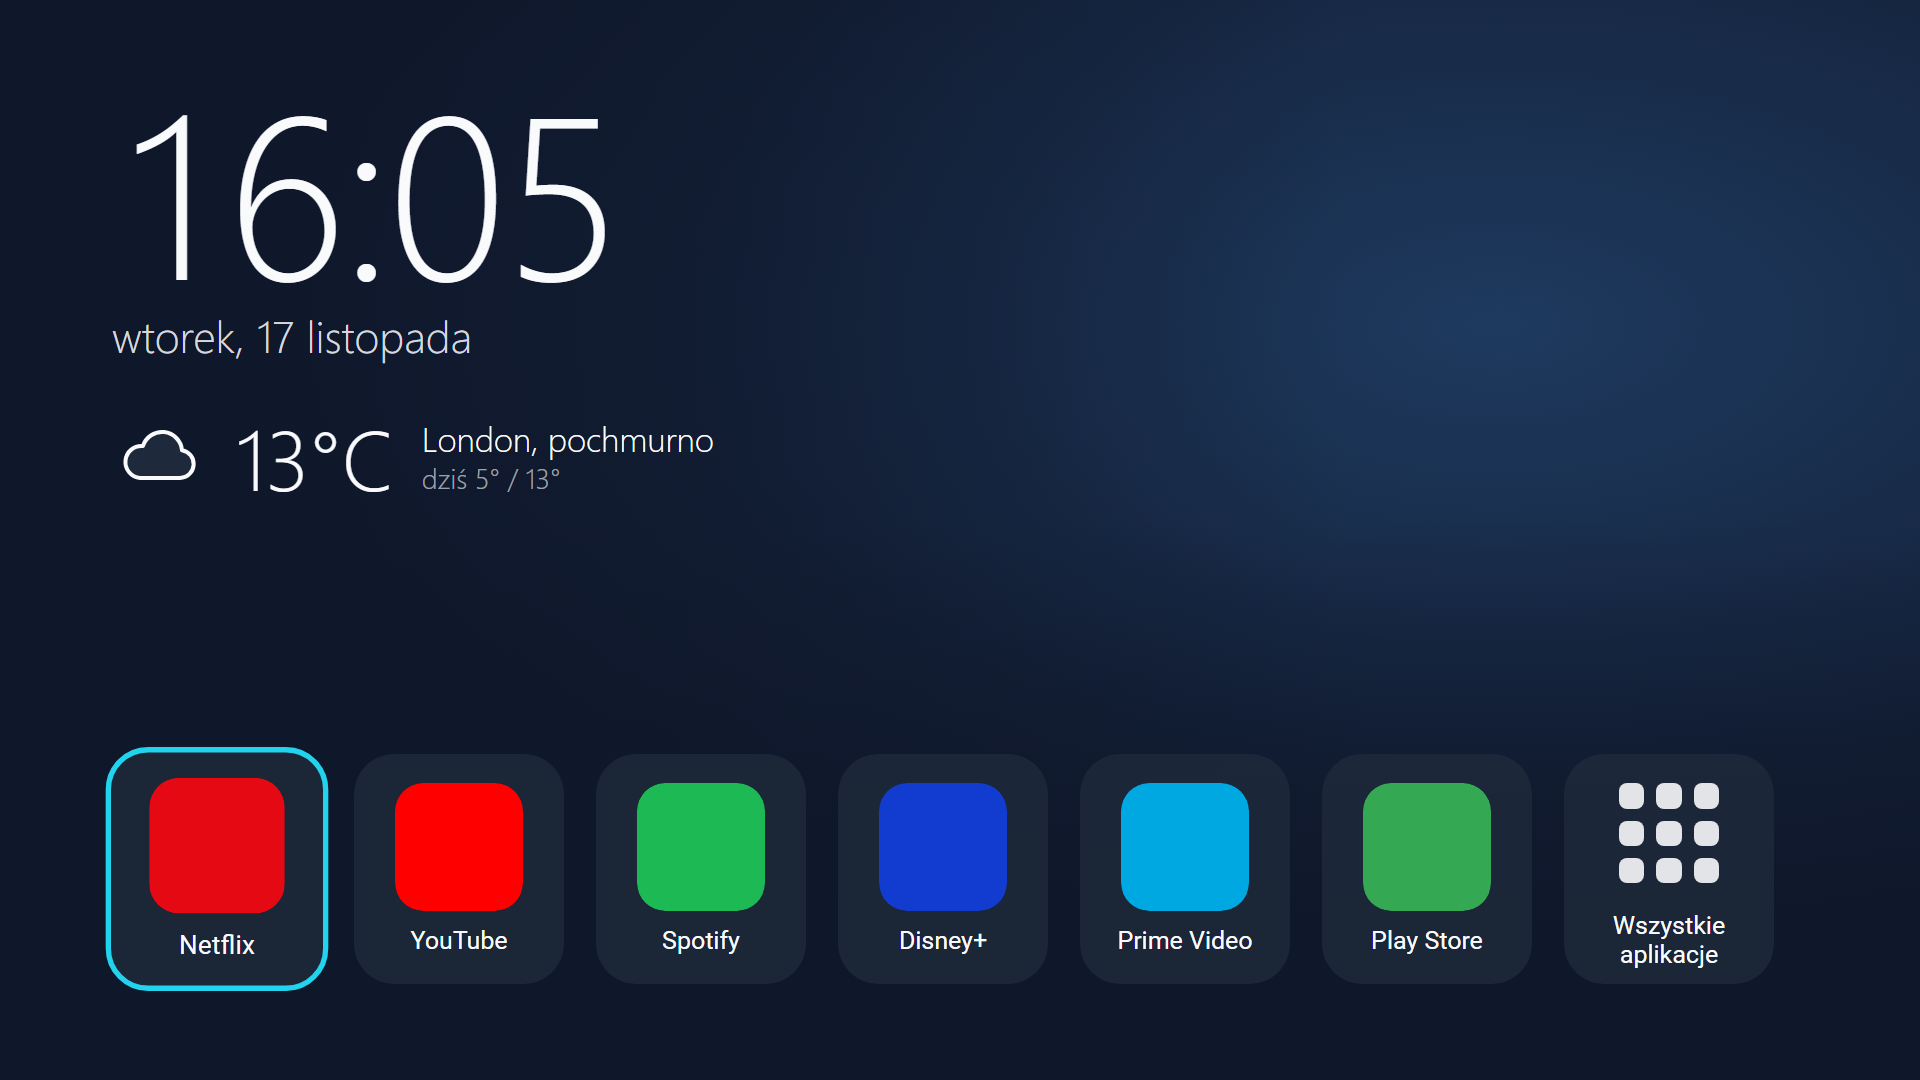 16:05
wtorek, 17 listopada
13°C
London, pochmurno
dziś 5° / 13°
Netflix
YouTube
Spotify
Disney+
Prime Video
Play Store
Wszystkie
aplikacje